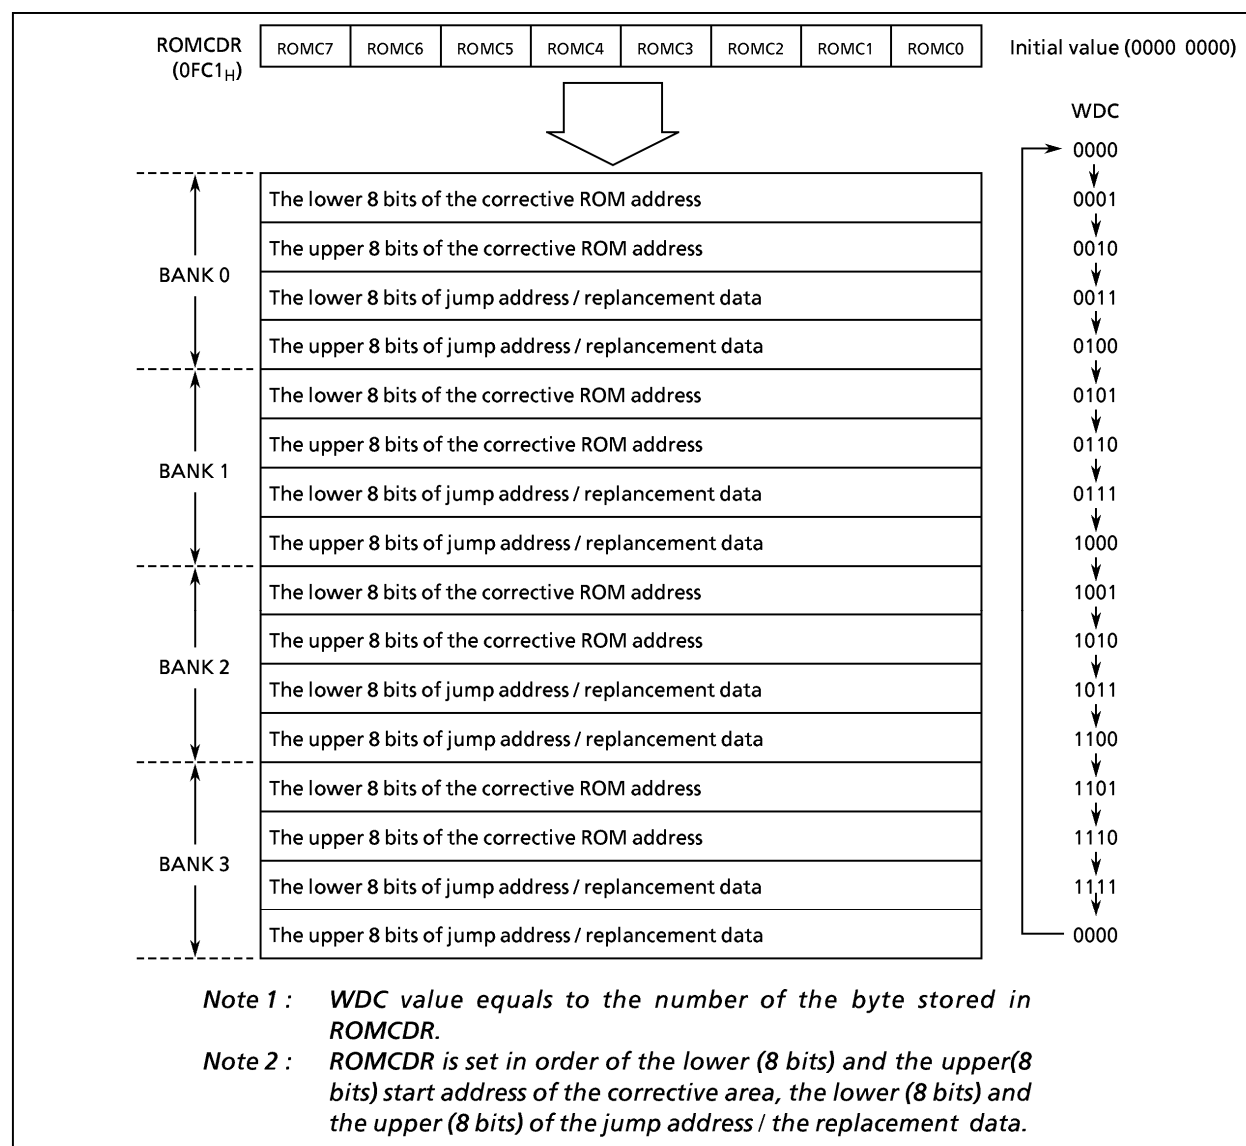 ROMCDR ROMC7 ROMC6 ROMC5 ROMC4 ROMC3 ROMC2 ROMC1 ROMC0 Initial value (0000 0000)
(0FC1H)
WDC
0000
The lower 8 bits of the corrective ROM address 0001
The upper 8 bits of the corrective ROM address 0010
BANK 0
The lower 8 bits of jump address / replancement data 0011
The upper 8 bits of jump address / replancement data 0100
The lower 8 bits of the corrective ROM address 0101
The upper 8 bits of the corrective ROM address 0110
BANK 1
The lower 8 bits of jump address / replancement data 0111
The upper 8 bits of jump address / replancement data 1000
The lower 8 bits of the corrective ROM address 1001
The upper 8 bits of the corrective ROM address 1010
BANK 2
The lower 8 bits of jump address / replancement data 1011
The upper 8 bits of jump address / replancement data 1100
The lower 8 bits of the corrective ROM address 1101
The upper 8 bits of the corrective ROM address 1110
BANK 3
The lower 8 bits of jump address / replancement data 1111
The upper 8 bits of jump address / replancement data 0000
Note 1 : WDC value equals to the number of the byte stored in
ROMCDR.
Note 2 : ROMCDR is set in order of the lower (8 bits) and the upper(8
bits) start address of the corrective area, the lower (8 bits) and
the upper (8 bits) of the jump address / the replacement data.